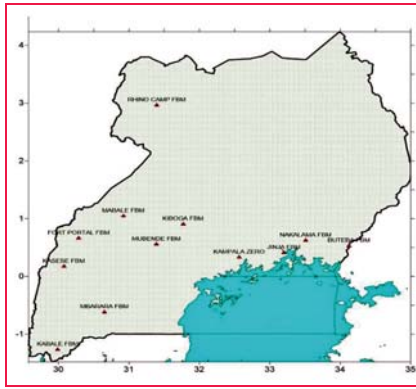 4
RHINO CAMP FBM
3
2
MABALE FBM
KIBOGA FBM
1
FORT PORTAL FBM
MUBENDE FBM
NAKALAMA FBM
BUTEBA FBM
JINJA FBM
KAMPALA ZERO
KASESE FBM
0
MBARARA FBM
-1
KABALE FBM
30
31
32
33
34
35